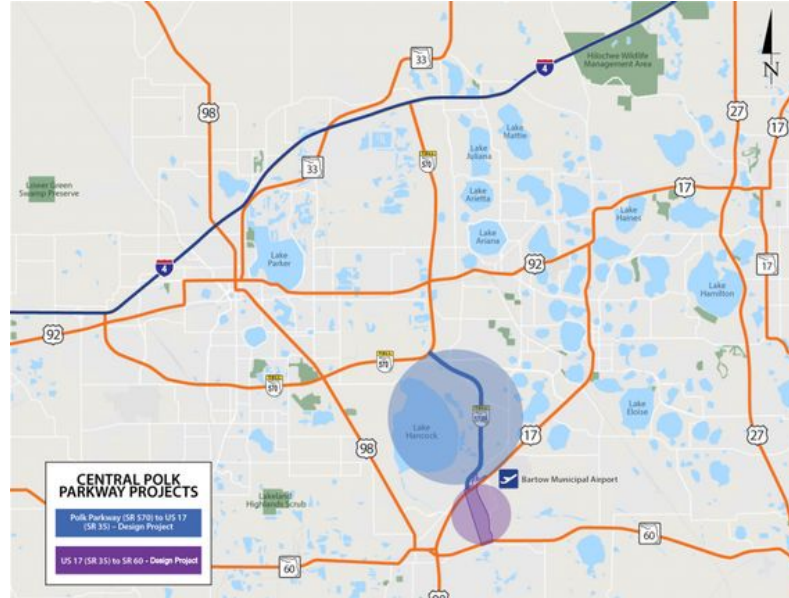 33
4
Hilochee Wildlife
Management Area
N
98
27
17
Lake
Mattie
Lake
Juliana
TOLL
570
33
Lower Green
Swamp Preserve
Lake
Arietta
17
Lake
Haines
Lake
Ariana
Lake
Parker
92
17
4
Lake
Hamilton
92
TOLL
570
TOLL
570
Lake
Hancock
TOLL
Lake
Eloise
17
27
98
Bartow Municipal Airport
Lakeland
Highlands Scrub
CENTRAL POLK
PARKWAY PROJECTS
Polk Parkway (SR 570) to US 17
(SR 35) – Design Project
US 17 (SR 35) to SR 60 – Design Project
60
60
98